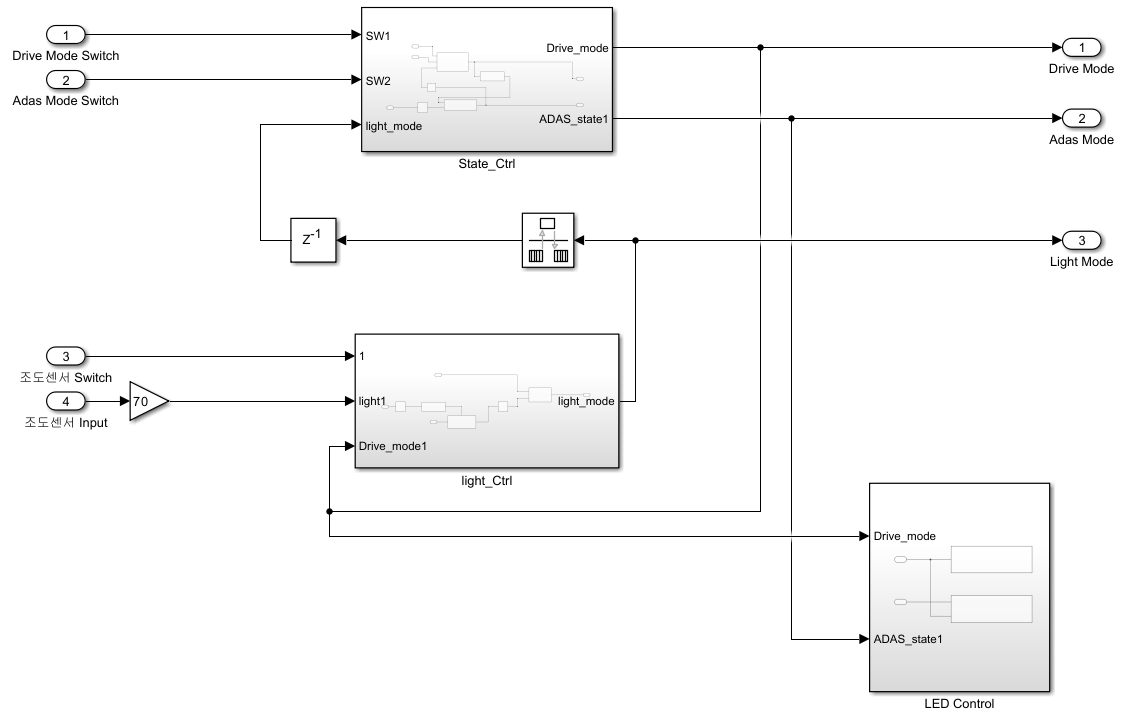 1
Drive Mode Switch
2
Adas Mode Switch
SW1
SW2
light_mode
Drive_mode
ADAS_state1
State_Ctrl
1
Drive Mode
2
Adas Mode
Z-1
3
Light Mode
3
조도센서 Switch
4
조도센서 Input
70
1
light1
Drive_mode1
light_mode
light_Ctrl
Drive_mode
ADAS_state1
LED Control